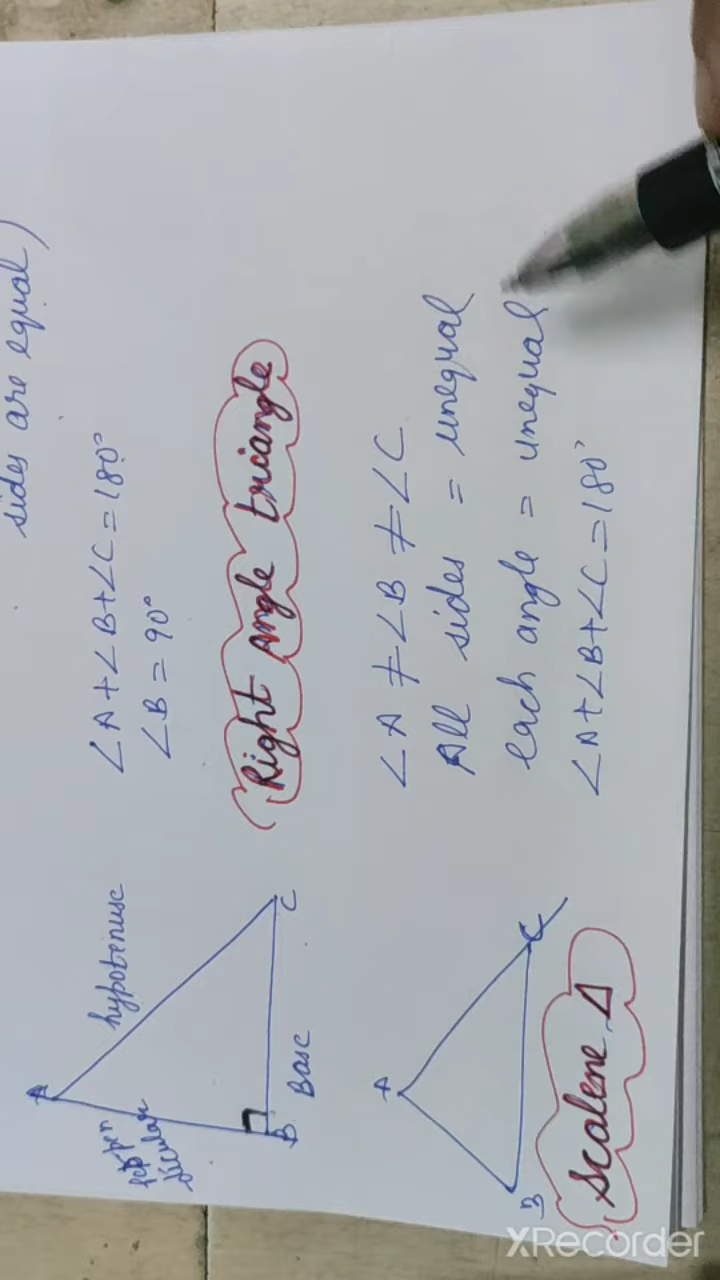 sides are equal)
∠A+∠B+∠C=180°
∠B=90°
Right Angle triangle
A
hypotenuse
B
Base
C
∠A ≠ ∠B ≠ ∠C
All sides = unequal
each angle = unequal
∠A+∠B+∠C=180°
A
B
C
Scalene Δ
XRecorder